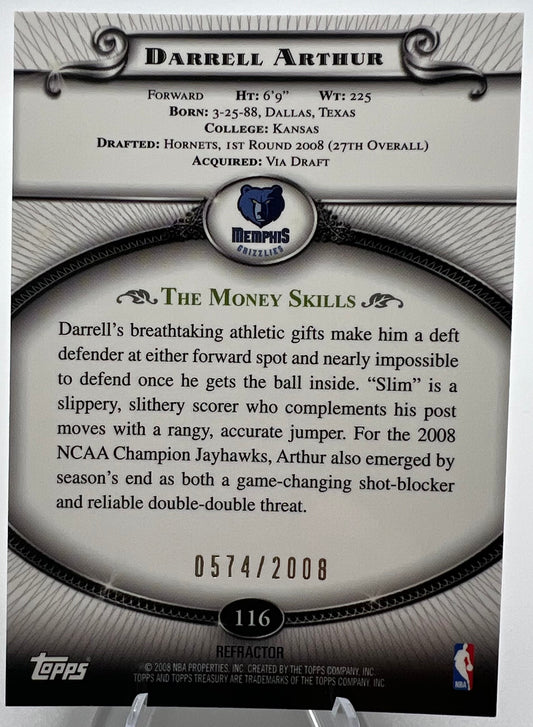 DARRELL ARTHUR
FORWARD HT: 6'9" WT: 225
BORN: 3-25-88, DALLAS, TEXAS
COLLEGE: KANSAS
DRAFTED: HORNETS, 1ST ROUND 2008 (27TH OVERALL)
ACQUIRED: VIA DRAFT
MEMPHIS
GRIZZLIES
THE MONEY SKILLS
Darrell's breathtaking athletic gifts make him a deft
defender at either forward spot and nearly impossible
to defend once he gets the ball inside. “Slim” is a
slippery, slithery scorer who complements his post
moves with a rangy, accurate jumper. For the 2008
NCAA Champion Jayhawks, Arthur also emerged by
season's end as both a game-changing shot-blocker
and reliable double-double threat.
0574/2008
116
REFRACTOR
Topps
© 2008 NBA PROPERTIES, INC. CREATED BY THE TOPPS COMPANY, INC.
TOPPS AND TOPPS TREASURY ARE TRADEMARKS OF THE TOPPS COMPANY, INC.
NBA